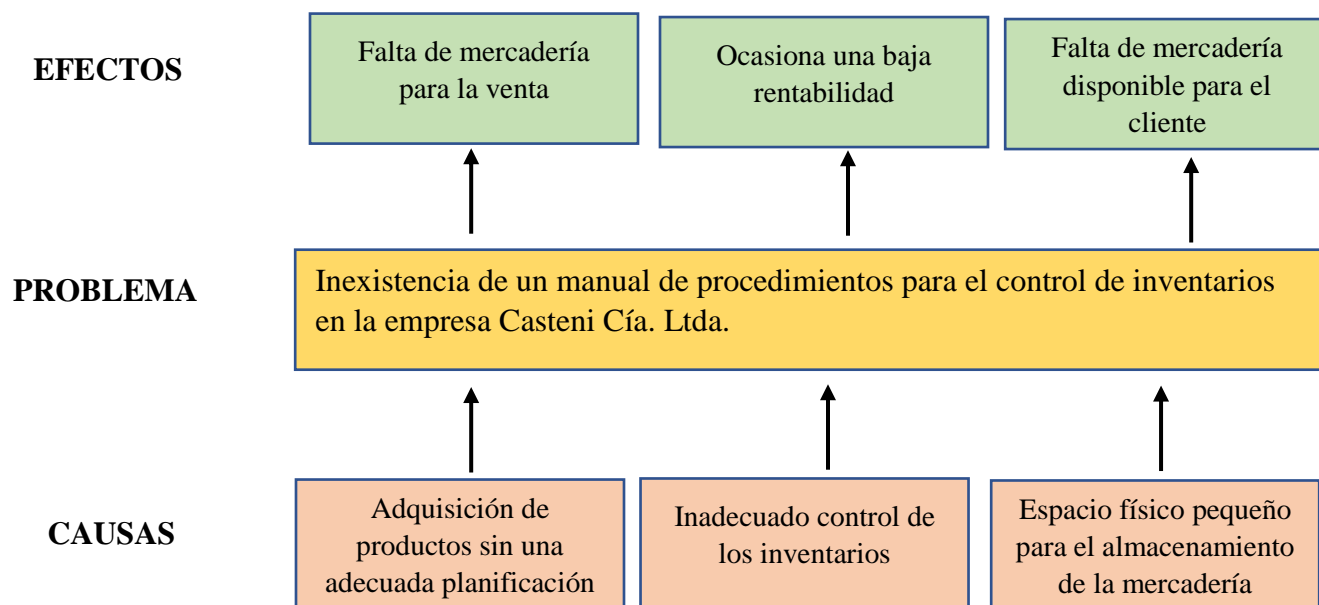 EFECTOS
Falta de mercadería
para la venta
Ocasiona una baja
rentabilidad
Falta de mercadería
disponible para el
cliente
PROBLEMA
Inexistencia de un manual de procedimientos para el control de inventarios
en la empresa Casteni Cía. Ltda.
CAUSAS
Adquisición de
productos sin una
adecuada planificación
Inadecuado control de
los inventarios
Espacio físico pequeño
para el almacenamiento
de la mercadería